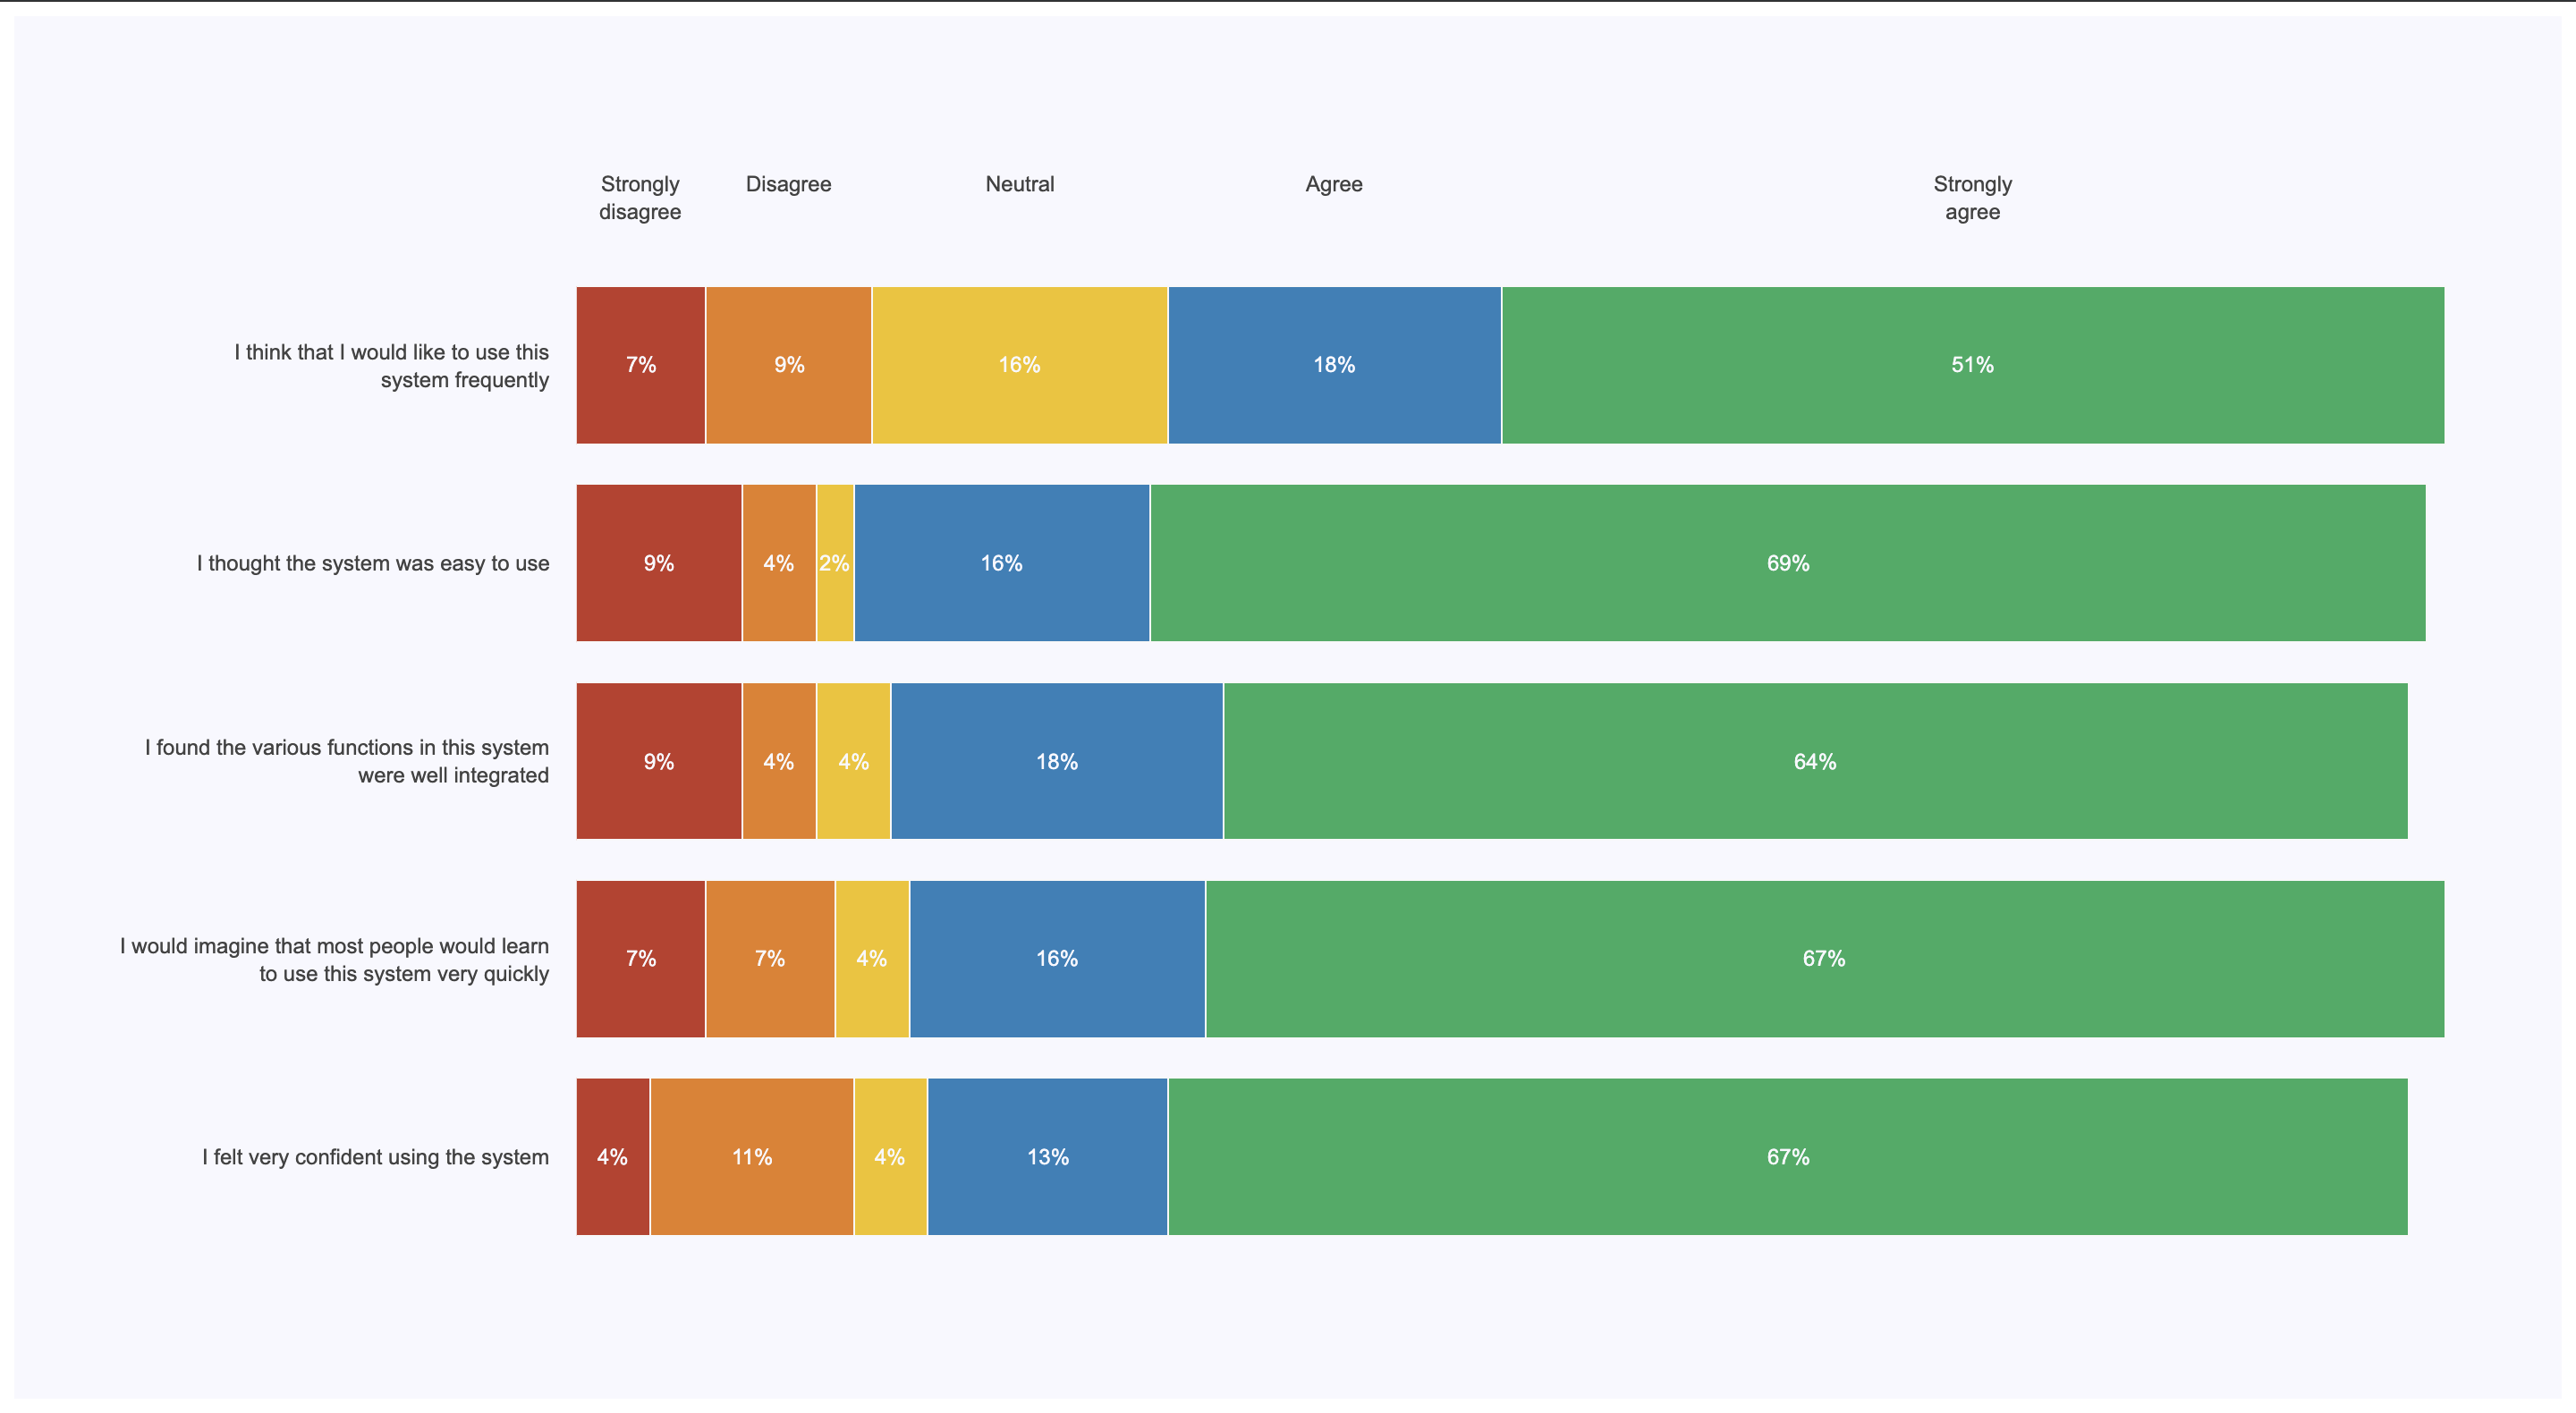 Strongly
disagree
Disagree
Neutral
Agree
Strongly
agree
I think that I would like to use this
system frequently
7%
9%
16%
18%
51%
I thought the system was easy to use
9%
4%
2%
16%
69%
I found the various functions in this system
were well integrated
9%
4%
4%
18%
64%
I would imagine that most people would learn
to use this system very quickly
7%
7%
4%
16%
67%
I felt very confident using the system
4%
11%
4%
13%
67%